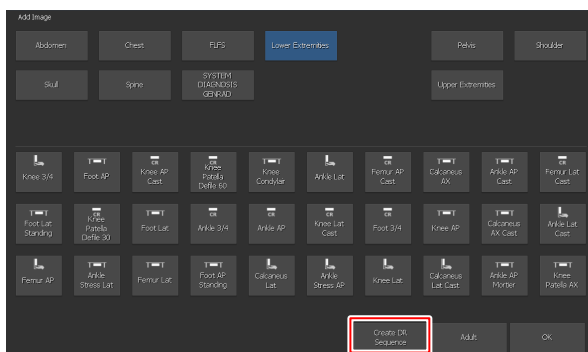 Add Image
Abdomen
Chest
FLFS
Lower Extremities
Pelvis
Shoulder
Skull
Spine
SYSTEM
DIAGNOSIS
GENRAD
Upper Extremities
Knee 3/4
Foot AP
CR
Knee AP
Cast
CR
Knee
Patella
Defile 60
Knee
Condylair
Ankle Lat
CR
Femur AP
Cast
Calcaneus
AX
Ankle AP
Cast
CR
Femur Lat
Cast
Foot Lat
Standing
CR
Knee
Patella
Defile 30
Foot Lat
CR
Ankle 3/4
CR
Ankle AP
CR
Knee Lat
Cast
CR
Foot 3/4
Knee AP
Calcaneus
AX Cast
Ankle Lat
Cast
Femur AP
Ankle
Stress Lat
Femur Lat
Foot AP
Standing
Calcaneus
Lat
Ankle
Stress AP
Knee Lat
Calcaneus
Lat Cast
Ankle AP
Mortier
Knee
Patella AX
Create DR
Sequence
Adult
OK